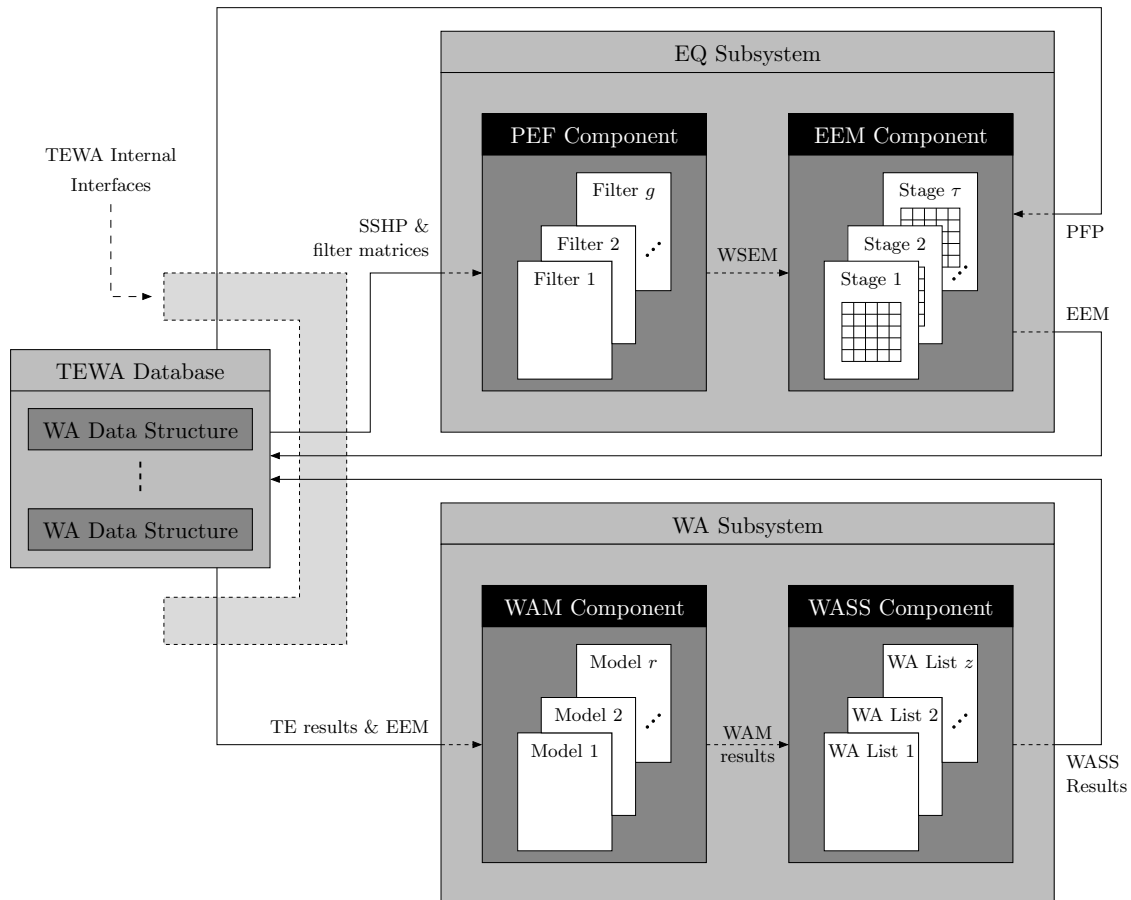 EQ Subsystem
PEF Component
EEM Component
TEWA Internal
Interfaces
Filter g
Filter 2
Filter 1
Stage τ
Stage 2
Stage 1
SSHP &
filter matrices
WSEM
PFP
EEM
TEWA Database
WA Data Structure
WA Data Structure
WA Subsystem
WAM Component
WASS Component
Model r
Model 2
Model 1
WA List z
WA List 2
WA List 1
TE results & EEM
WAM
results
WASS
Results